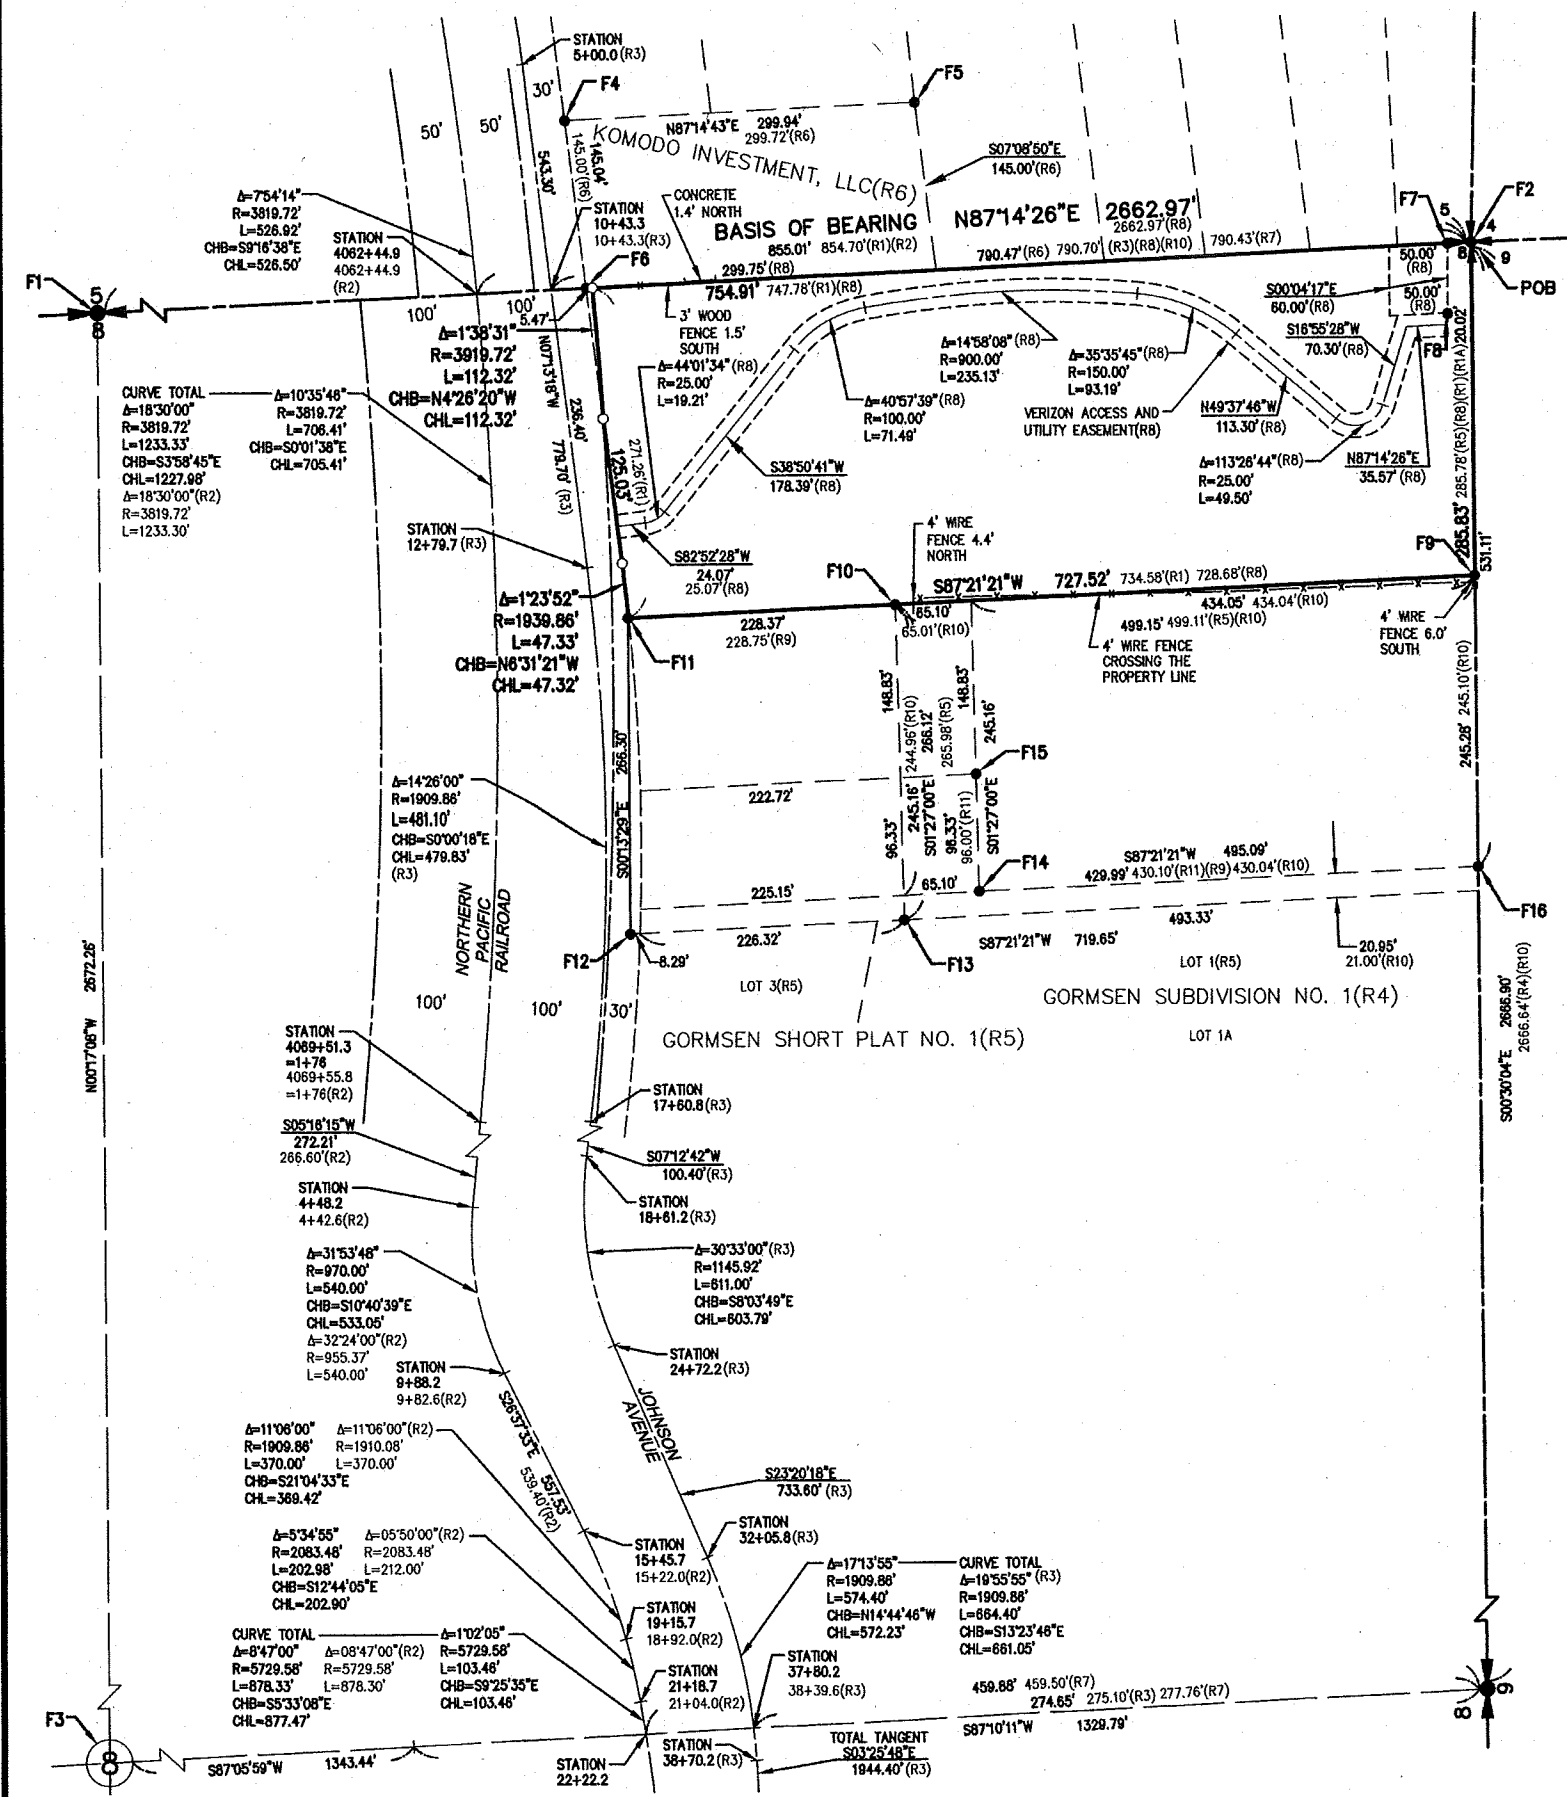 STATION
5+00.0 (R3)
30'
F4
50'
50'
F5
N87°14'43"E 299.94'
299.72'(R6)
KOMODO INVESTMENT, LLC(R6)
543.30'
145.04'
145.00'(R6)
S07°08'50"E
145.00'(R6)
Δ=7°54'14"
R=3819.72'
L=526.92'
CHB=S9°16'38"E
CHL=526.50'
STATION
4062+44.9
4062+44.9
(R2)
STATION
10+43.3
10+43.3(R3)
CONCRETE
1.4' NORTH
BASIS OF BEARING N87°14'26"E 2662.97'
2662.97'(R8)
855.01' 854.70'(R1)(R2)
790.47'(R6) 790.70' (R3)(R8)(R10) 790.43'(R7)
299.75'(R8)
754.91' 747.78'(R1)(R8)
F7
5
4
F2
8
9
POB
F1
5
8
F6
100'
100'
5.47'
50.00'
(R8)
50.00'
(R8)
S00°04'17"E
60.00'(R8)
S16°55'28"W
70.30'(R8)
F8
20.02'
3' WOOD
FENCE 1.5'
SOUTH
Δ=1°38'31"
R=3919.72'
L=112.32'
CHB=N4°26'20"W
CHL=112.32'
N07°13'18"W
236.40'
779.70' (R3)
Δ=44°01'34"(R8)
R=25.00'
L=19.21'
Δ=14°58'08"(R8)
R=900.00'
L=235.13'
Δ=35°35'45"(R8)
R=150.00'
L=93.19'
Δ=40°57'39"(R8)
R=100.00'
L=71.49'
VERIZON ACCESS AND
UTILITY EASEMENT(R8)
N49°37'46"W
113.30'(R8)
Δ=113°26'44"(R8)
R=25.00'
L=49.50'
N87°14'26"E
35.57'(R8)
285.83' 285.78'(R5)(R8)(R1)(R1A)
CURVE TOTAL
Δ=18°30'00"
R=3819.72'
L=1233.33'
CHB=S3°58'45"E
CHL=1227.98'
Δ=18°30'00"(R2)
R=3819.72'
L=1233.30'
Δ=10°35'46"
R=3819.72'
L=706.41'
CHB=S0°01'38"E
CHL=705.41'
125.03'
271.26'(R1)
S38°50'41"W
178.39'(R8)
STATION
12+79.7 (R3)
S82°52'28"W
24.07'
25.07'(R8)
4' WIRE
FENCE 4.4'
NORTH
F10
F9
531.11'
S87°21'21"W 727.52' 734.58'(R1) 728.68'(R8)
Δ=1°23'52"
R=1939.86'
L=47.33'
CHB=N6°31'21"W
CHL=47.32'
228.37'
228.75'(R9)
65.10'
65.01'(R10)
434.05' 434.04'(R10)
499.15' 499.11'(R5)(R10)
4' WIRE
FENCE 6.0'
SOUTH
F11
4' WIRE FENCE
CROSSING THE
PROPERTY LINE
148.83'
148.83'
244.96'(R10)
268.12'
265.98'(R5)
245.16'
245.28' 245.10'(R10)
266.30'
S00°13'29"E
F15
222.72'
Δ=14°26'00"
R=1909.86'
L=481.10'
CHB=S0°00'18"E
CHL=479.83'
(R3)
96.33'
245.16'
S01°27'00"E
98.33'
96.00'(R11)
S01°27'00"E
F14
S87°21'21"W 495.09'
429.99' 430.10'(R11)(R9) 430.04'(R10)
F16
225.15'
65.10'
NORTHERN
PACIFIC
RAILROAD
F12
8.29'
226.32'
F13
493.33'
S87°21'21"W 719.65'
20.95'
21.00'(R10)
LOT 3(R5)
LOT 1(R5)
GORMSEN SUBDIVISION NO. 1(R4)
100'
100'
30'
GORMSEN SHORT PLAT NO. 1(R5)
LOT 1A
N00°17'06"W 2672.26'
S00°30'04"E 2666.90'
2666.64'(R4)(R10)
STATION
4069+51.3
=1+76
4069+55.8
=1+76(R2)
STATION
17+60.8(R3)
S05°16'15"W
272.21'
266.60'(R2)
S07°12'42"W
100.40'(R3)
STATION
4+48.2
4+42.6(R2)
STATION
18+61.2(R3)
Δ=31°53'48"
R=970.00'
L=540.00'
CHB=S10°40'39"E
CHL=533.05'
Δ=32°24'00"(R2)
R=955.37'
L=540.00'
Δ=30°33'00"(R3)
R=1145.92'
L=611.00'
CHB=S8°03'49"E
CHL=603.79'
STATION
9+88.2
9+82.6(R2)
STATION
24+72.2(R3)
JOHNSON
AVENUE
S26°37'33"E 557.53'
539.40'(R2)
Δ=11°06'00"
R=1909.86'
L=370.00'
CHB=S21°04'33"E
CHL=369.42'
Δ=11°06'00"(R2)
R=1910.08'
L=370.00'
S23°20'18"E
733.60' (R3)
STATION
32+05.8(R3)
Δ=5°34'55"
R=2083.48'
L=202.98'
CHB=S12°44'05"E
CHL=202.90'
Δ=05°50'00"(R2)
R=2083.48'
L=212.00'
STATION
15+45.7
15+22.0(R2)
Δ=17°13'55"
R=1909.86'
L=574.40'
CHB=N14°44'46"W
CHL=572.23'
CURVE TOTAL
Δ=19°55'55"(R3)
R=1909.86'
L=664.40'
CHB=S13°23'46"E
CHL=661.05'
STATION
19+15.7
18+92.0(R2)
CURVE TOTAL
Δ=8°47'00"
R=5729.58'
L=878.33'
CHB=S5°33'08"E
CHL=877.47'
Δ=08°47'00"(R2)
R=5729.58'
L=878.30'
Δ=1°02'05"
R=5729.58'
L=103.46'
CHB=S9°25'35"E
CHL=103.46'
STATION
21+18.7
21+04.0(R2)
STATION
37+80.2
38+39.6(R3)
459.88' 459.50'(R7)
274.65' 275.10'(R3) 277.76'(R7)
S87°10'11"W 1329.79'
8
9
F3
8
S87°05'59"W 1343.44'
STATION
22+22.2
STATION
38+70.2(R3)
TOTAL TANGENT
S03°25'48"E
1944.40'(R3)